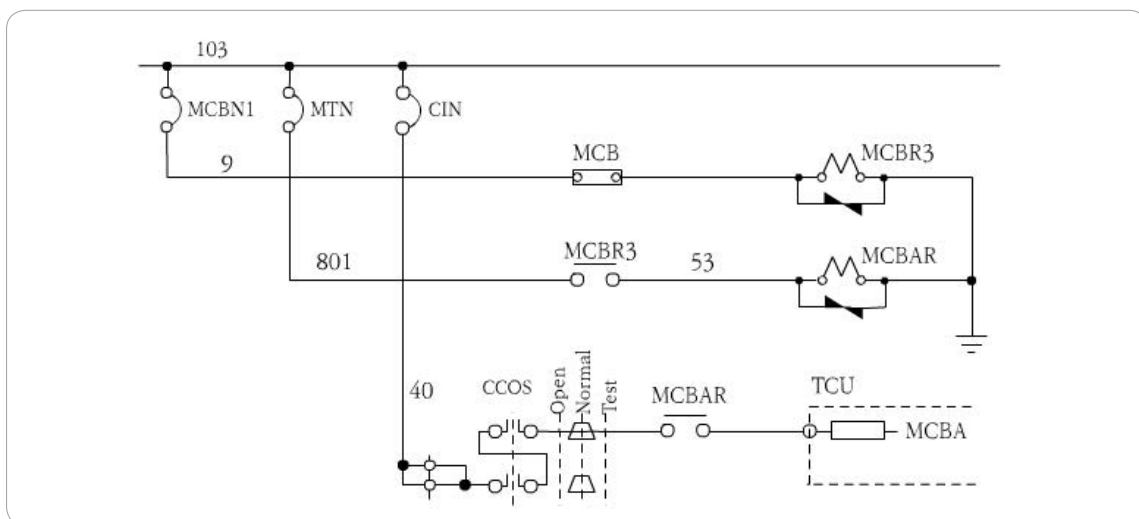 103
MCBN1
MTN
CIN
9
MCB
MCBR3
801
MCBR3
53
MCBAR
40
CCOS
Open
Normal
Test
MCBAR
TCU
MCBA